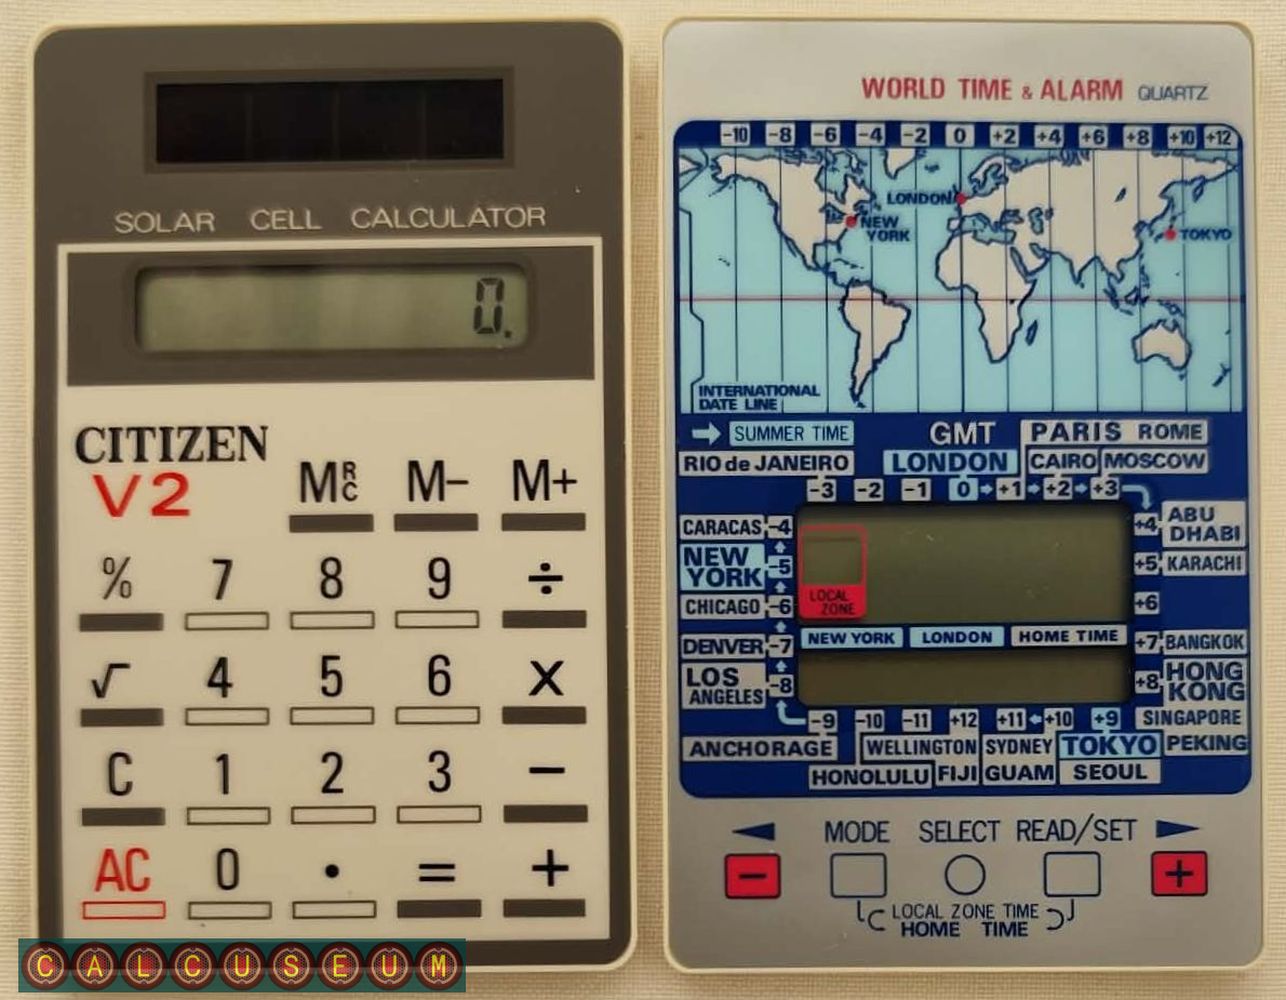 SOLAR CELL CALCULATOR
0.
CITIZEN
V2
MRC M− M+
% 7 8 9 ÷
√ 4 5 6 ×
C 1 2 3 −
AC 0 • = +
CALCUSEUM
WORLD TIME & ALARM QUARTZ
-10 -8 -6 -4 -2 0 +2 +4 +6 +8 +10 +12
LONDON
NEW
YORK
TOKYO
INTERNATIONAL
DATE LINE
→ SUMMER TIME GMT PARIS ROME
RIO de JANEIRO LONDON CAIRO MOSCOW
-3 -2 -1 0 → +1 → +2 → +3
CARACAS -4
NEW
YORK -5
CHICAGO -6
DENVER -7
LOS
ANGELES -8
LOCAL
ZONE
NEW YORK LONDON HOME TIME
+4 ABU
DHABI
+5 KARACHI
+6
+7 BANGKOK
+8 HONG
KONG
SINGAPORE
PEKING
-9 -10 -11 +12 +11 ← +10 +9
ANCHORAGE WELLINGTON SYDNEY TOKYO
HONOLULU FIJI GUAM SEOUL
◀ MODE SELECT READ/SET ▶
− +
LOCAL ZONE TIME
HOME TIME